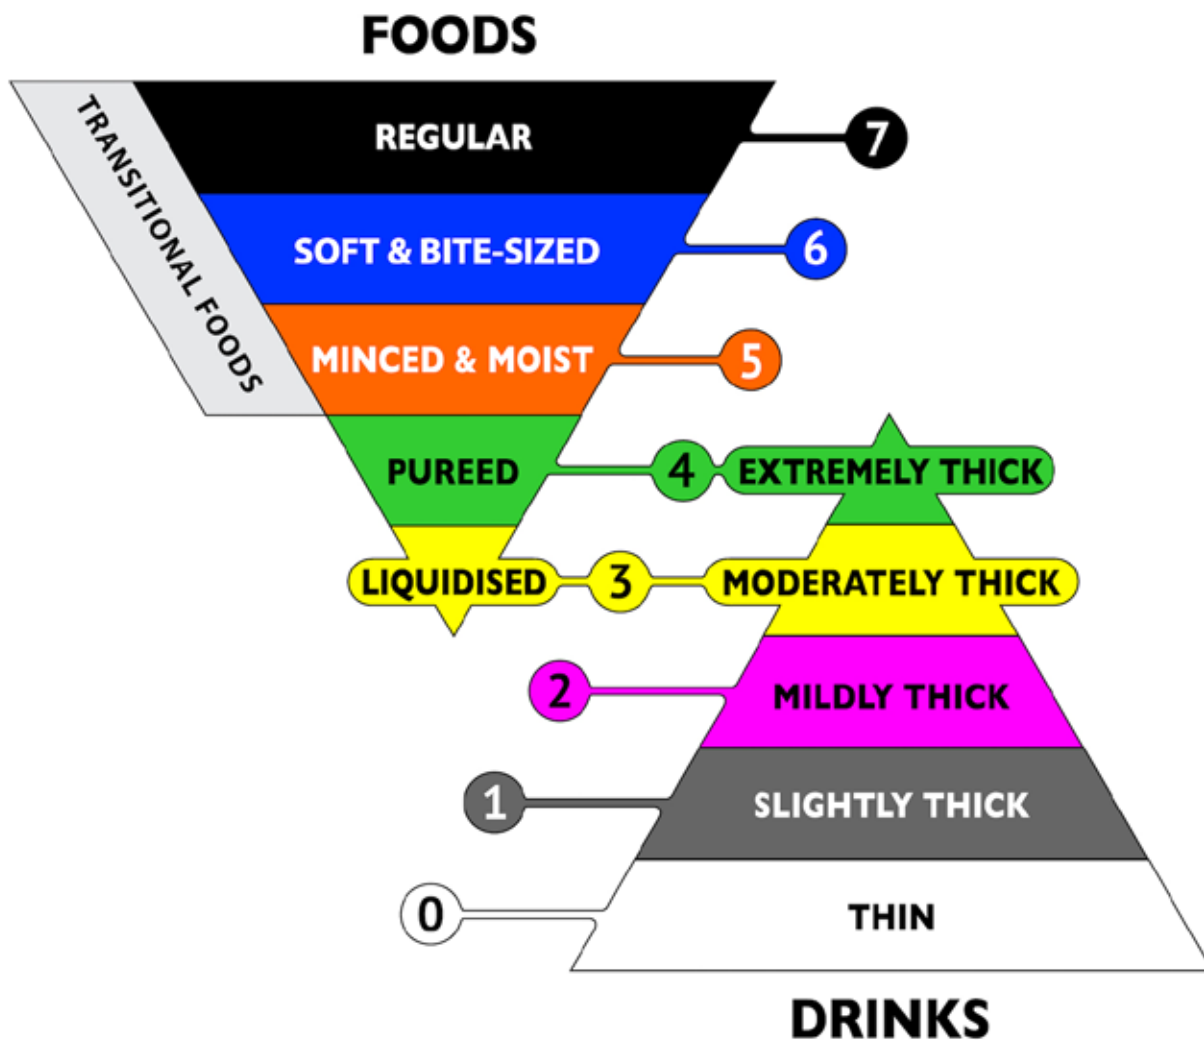 FOODS
TRANSITIONAL FOODS
REGULAR
7
SOFT & BITE-SIZED
6
MINCED & MOIST
5
PUREED
4
EXTREMELY THICK
LIQUIDISED
3
MODERATELY THICK
2
MILDLY THICK
1
SLIGHTLY THICK
0
THIN
DRINKS